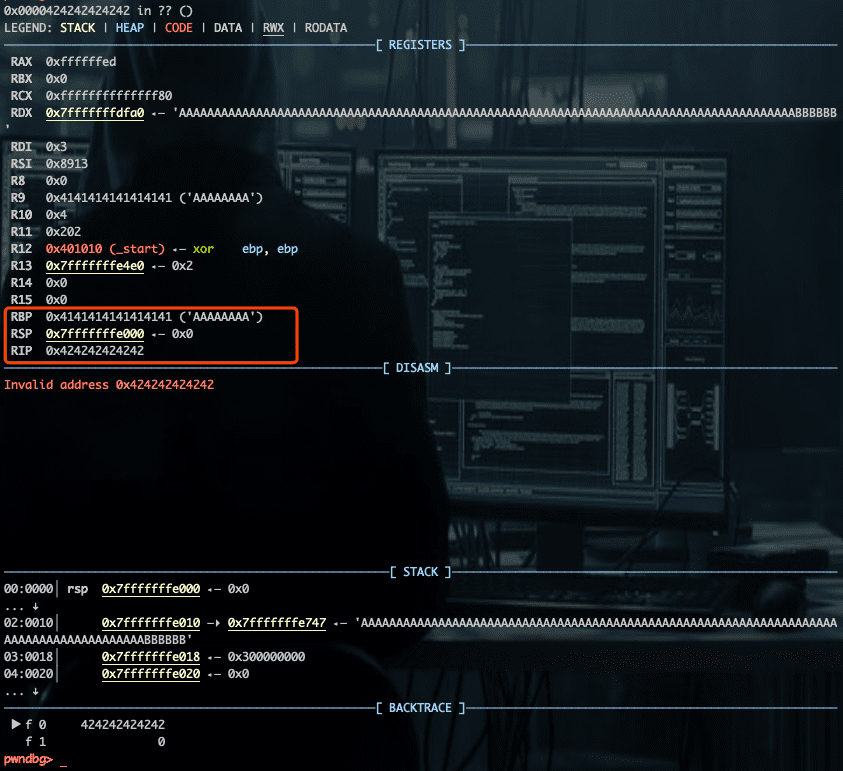 0x0000424242424242 in ?? ()
LEGEND: STACK | HEAP | CODE | DATA | RWX | RODATA
[ REGISTERS ]
RAX 0xffffffed
RBX 0x0
RCX 0xffffffffffffff80
RDX 0x7fffffffdfa0 ◂— 'AAAAAAAAAAAAAAAAAAAAAAAAAAAAAAAAAAAAAAAAAAAAAAAAAAAAAAAAAAAAAAAAAAAAAAAAAAAAAAAAAAAAAAAABBBBBB
'
RDI 0x3
RSI 0x8913
R8 0x0
R9 0x4141414141414141 ('AAAAAAAA')
R10 0x4
R11 0x202
R12 0x401010 (_start) ◂— xor ebp, ebp
R13 0x7fffffffe4e0 ◂— 0x2
R14 0x0
R15 0x0
RBP 0x4141414141414141 ('AAAAAAAA')
RSP 0x7fffffffe000 ◂— 0x0
RIP 0x424242424242
[ DISASM ]
Invalid address 0x424242424242
[ STACK ]
00:0000│ rsp 0x7fffffffe000 ◂— 0x0
... ↓
02:0010│ 0x7fffffffe010 —▸ 0x7fffffffe747 ◂— 'AAAAAAAAAAAAAAAAAAAAAAAAAAAAAAAAAAAAAAAAAAAAAAAAAAAAAAAAAAAAAAAAAAAA
AAAAAAAAAAAAAAAAAAAABBBBBB'
03:0018│ 0x7fffffffe018 ◂— 0x300000000
04:0020│ 0x7fffffffe020 ◂— 0x0
... ↓
[ BACKTRACE ]
► f 0 424242424242
f 1 0
pwndbg> _